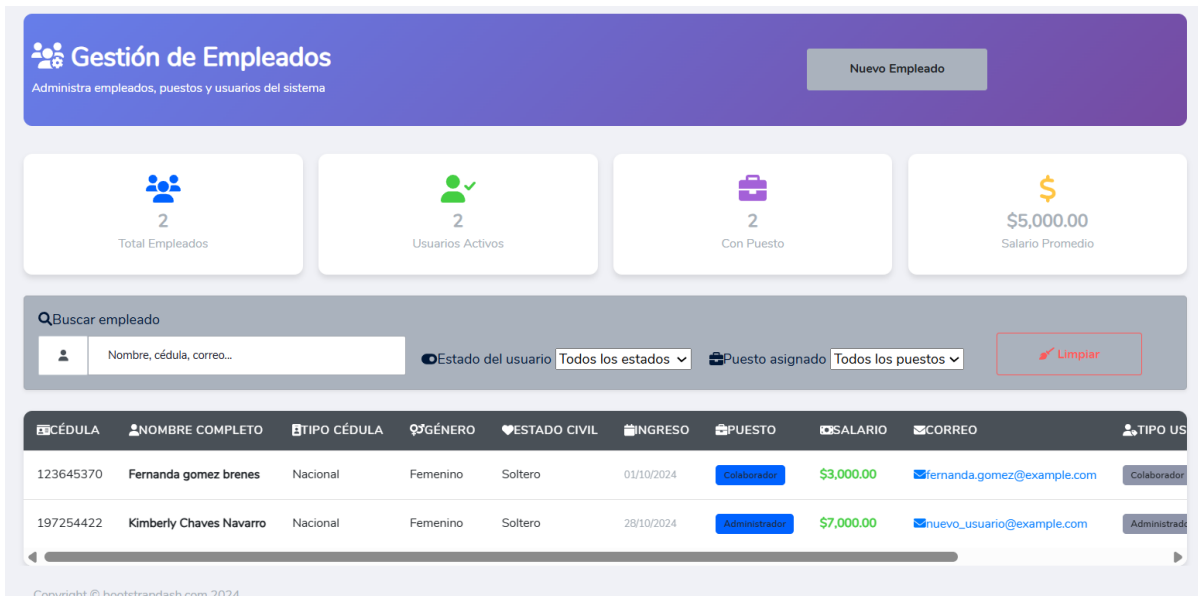 Gestión de Empleados
Administra empleados, puestos y usuarios del sistema
Nuevo Empleado
2
Total Empleados
2
Usuarios Activos
2
Con Puesto
$5,000.00
Salario Promedio
Buscar empleado
Nombre, cédula, correo...
Estado del usuario Todos los estados
Puesto asignado Todos los puestos
Limpiar
CÉDULA NOMBRE COMPLETO TIPO CÉDULA GÉNERO ESTADO CIVIL INGRESO PUESTO SALARIO CORREO TIPO US
123645370 Fernanda gomez brenes Nacional Femenino Soltero 01/10/2024 Colaborador $3,000.00 fernanda.gomez@example.com Colaborador
197254422 Kimberly Chaves Navarro Nacional Femenino Soltero 28/10/2024 Administrador $7,000.00 nuevo_usuario@example.com Administrado
Copyright © bootstrapdash.com 2024